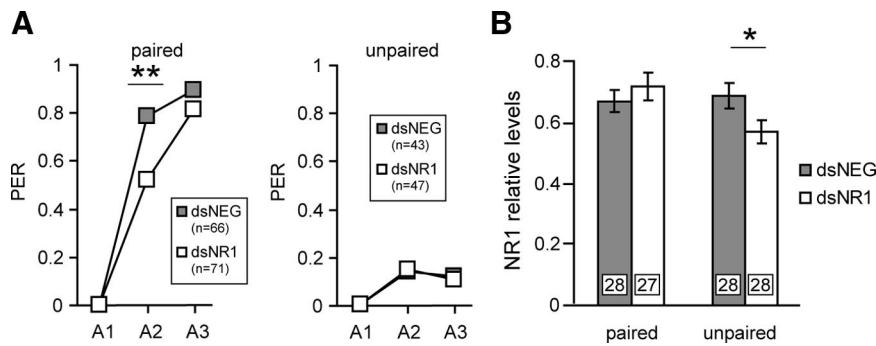 A
paired
**
1
0.8
0.6
0.4
0.2
0
PER
dsNEG
(n=66)
dsNR1
(n=71)
A1 A2 A3
unpaired
1
0.8
0.6
0.4
0.2
0
PER
dsNEG
(n=43)
dsNR1
(n=47)
A1 A2 A3
B
*
0.8
0.6
0.4
0.2
0
NR1 relative levels
28 27 28 28
paired unpaired
dsNEG
dsNR1